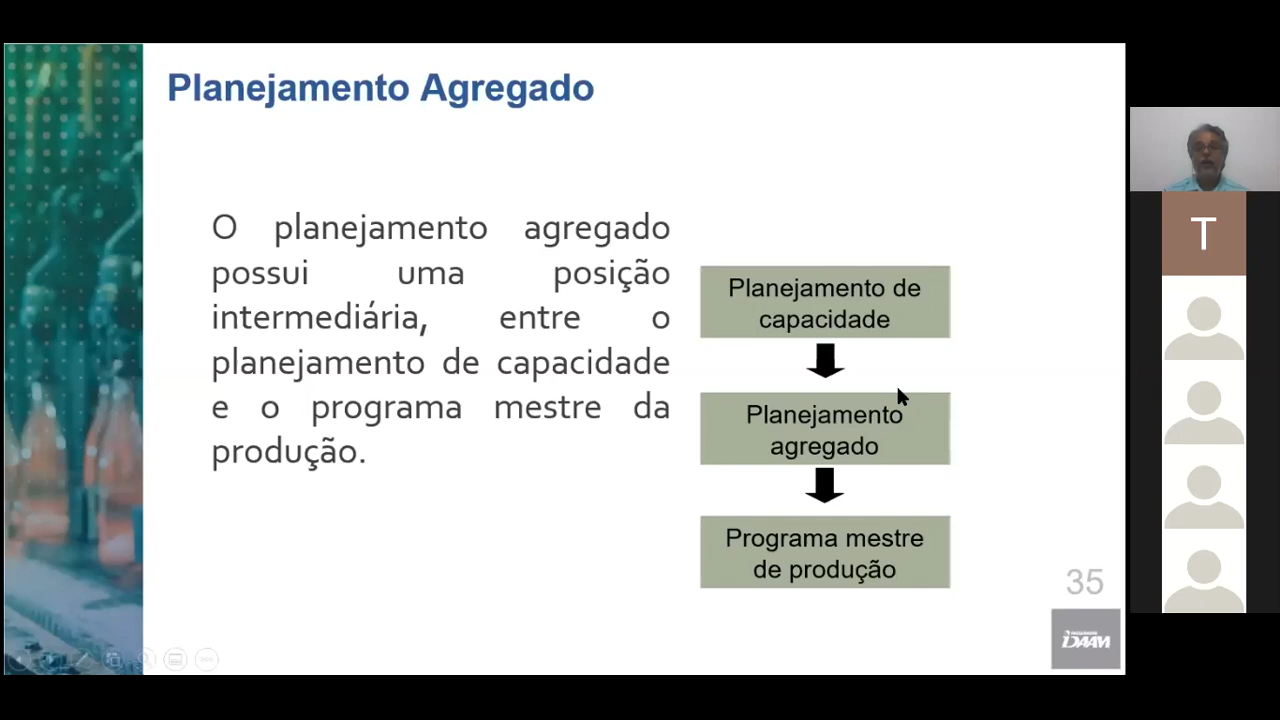 Planejamento Agregado
O planejamento agregado
possui uma posição
intermediária, entre o
planejamento de capacidade
e o programa mestre da
produção.
Planejamento de
capacidade
Planejamento
agregado
Programa mestre
de produção
35
IDAAM
T